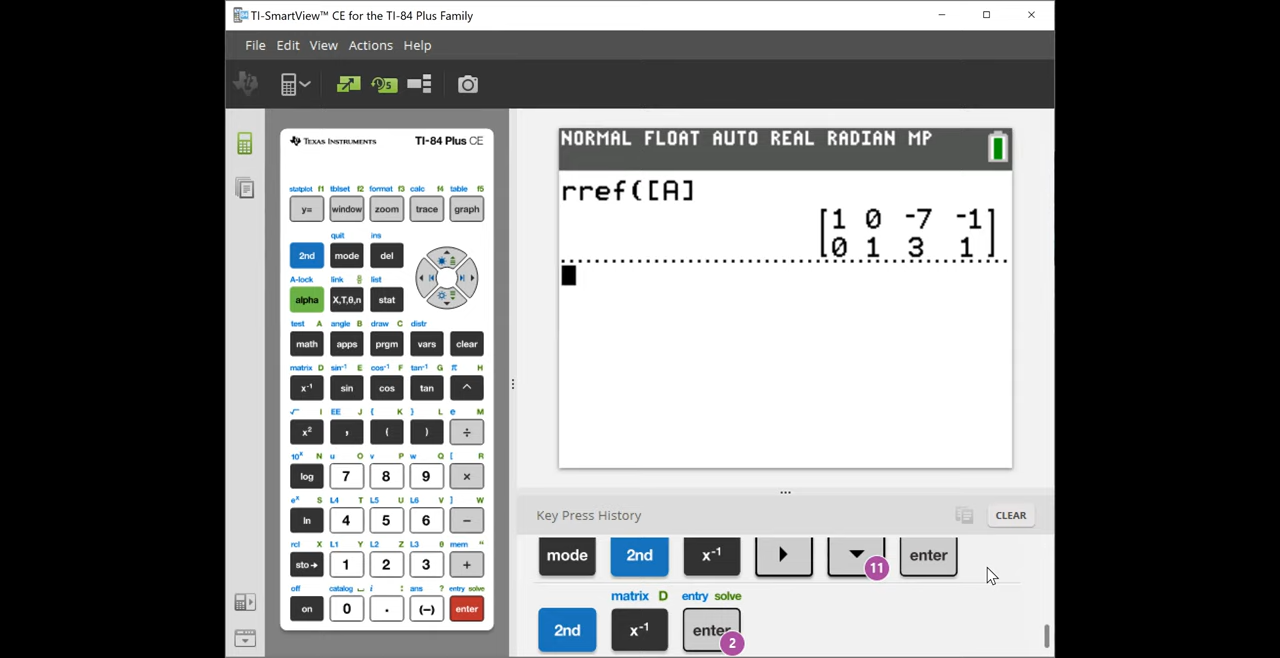 TI-SmartView™ CE for the TI-84 Plus Family
File Edit View Actions Help
TEXAS INSTRUMENTS TI-84 Plus CE
statplot f1 tblset f2 format f3 calc f4 table f5
y= window zoom trace graph
quit ins
2nd mode del
A-lock link list
alpha X,T,θ,n stat
test A angle B draw C distr
math apps prgm vars clear
matrix D sin⁻¹ E cos⁻¹ F tan⁻¹ G π H
x⁻¹ sin cos tan ^
√ I EE J { K } L e M
x² , ( ) ÷
10ˣ N u O v P w Q [ R
log 7 8 9 ×
eˣ S L4 T L5 U L6 V ] W
ln 4 5 6 −
rcl X L1 Y L2 Z L3 θ mem "
sto→ 1 2 3 +
off catalog i : ans ? entry solve
on 0 . (−) enter
NORMAL FLOAT AUTO REAL RADIAN MP
rref([A]
[1 0 -7 -1]
[0 1 3 1]
Key Press History
CLEAR
mode 2nd x⁻¹ 11 enter
matrix D entry solve
2nd x⁻¹ enter 2